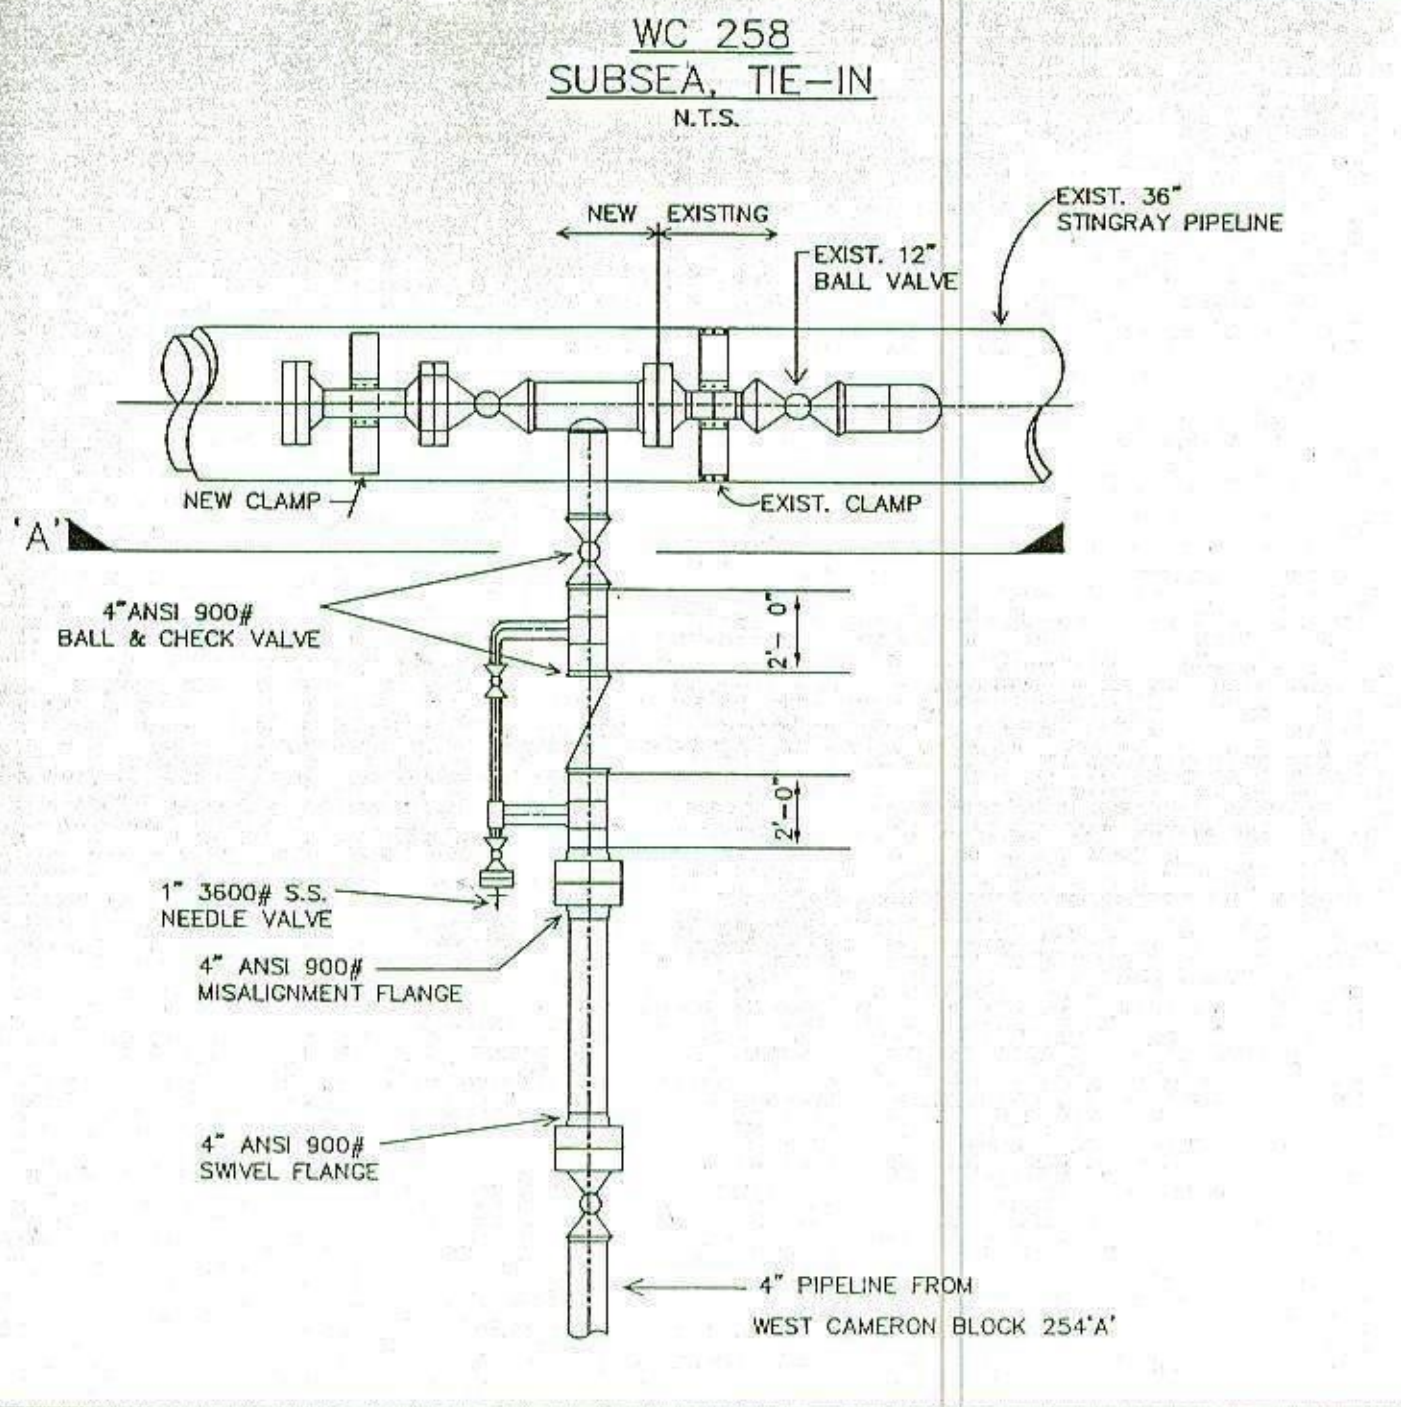 WC 258
SUBSEA, TIE-IN
N.T.S.
EXIST. 36"
STINGRAY PIPELINE
NEW
EXISTING
EXIST. 12"
BALL VALVE
NEW CLAMP
EXIST. CLAMP
'A'
4"ANSI 900#
BALL & CHECK VALVE
2'- 0"
2'-0"
1" 3600# S.S.
NEEDLE VALVE
4" ANSI 900#
MISALIGNMENT FLANGE
4" ANSI 900#
SWIVEL FLANGE
4" PIPELINE FROM
WEST CAMERON BLOCK 254'A'